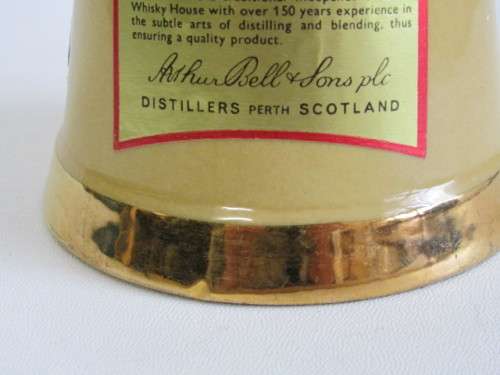 Whisky House with over 150 years experience in
the subtle arts of distilling and blending, thus
ensuring a quality product.
Arthur Bell & Sons plc
DISTILLERS PERTH SCOTLAND